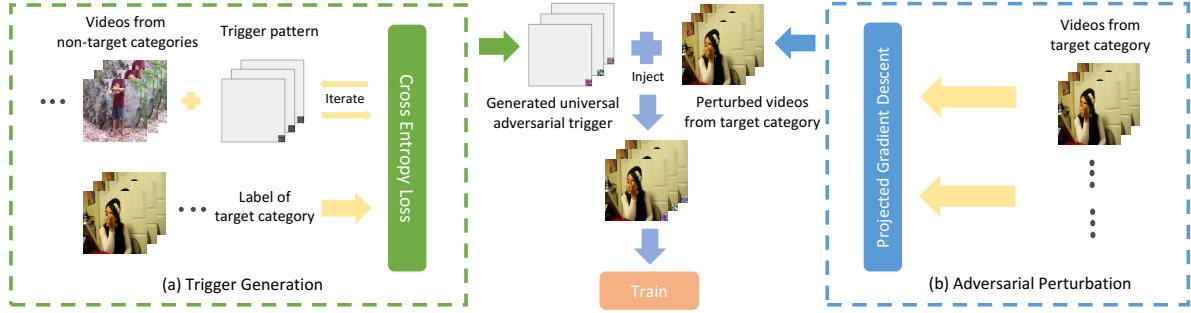 Videos from
non-target categories
Trigger pattern
Iterate
Label of
target category
Cross Entropy Loss
(a) Trigger Generation
Generated universal
adversarial trigger
Inject
Perturbed videos
from target category
Train
Projected Gradient Descent
Videos from
target category
(b) Adversarial Perturbation